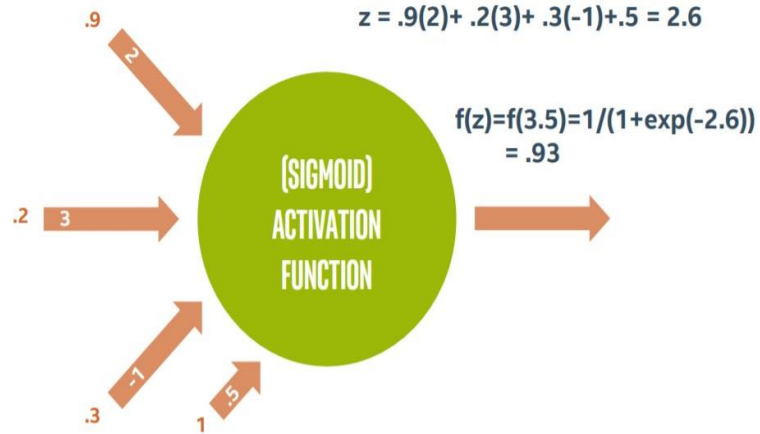 .9
2
z = .9(2)+ .2(3)+ .3(-1)+.5 = 2.6
f(z)=f(3.5)=1/(1+exp(-2.6))
= .93
(SIGMOID)
ACTIVATION
FUNCTION
.2
3
.3
-1
1
.5